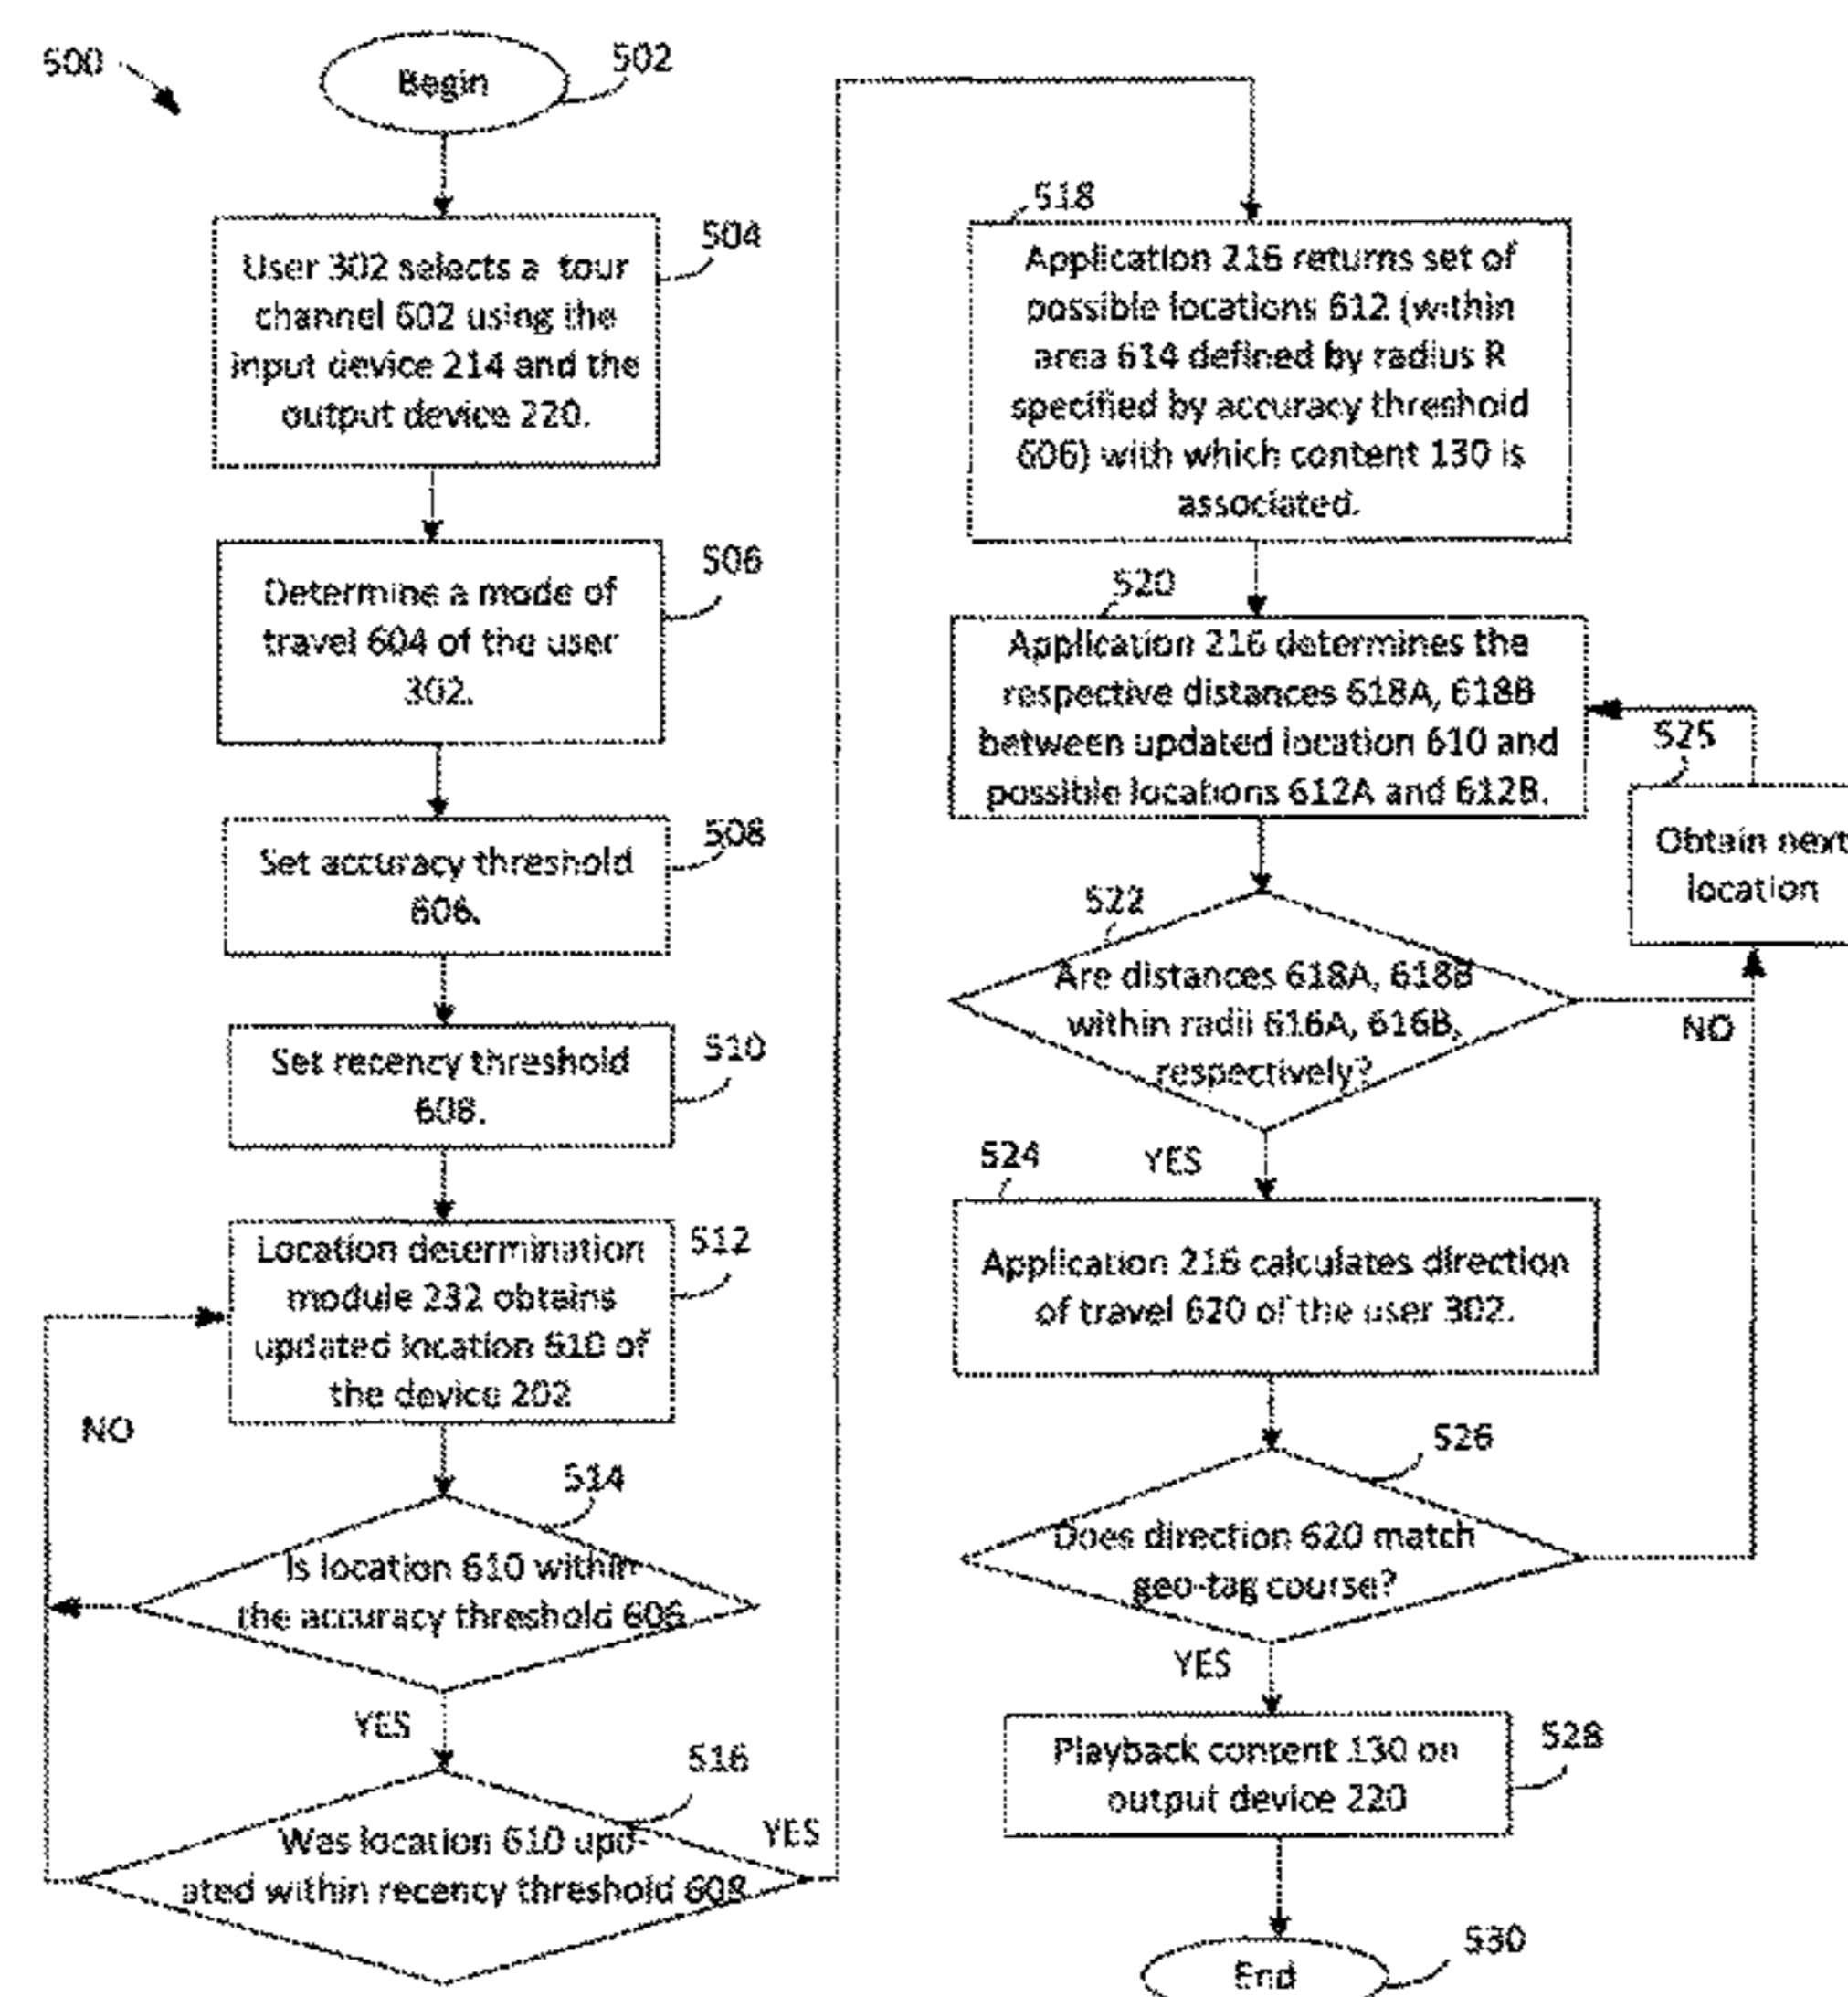 500
Begin
502
User 302 selects a tour
channel 602 using the
input device 214 and the
output device 220.
504
Determine a mode of
travel 604 of the user
302.
506
Set accuracy threshold
606.
508
Set recency threshold
608.
510
Location determination
module 232 obtains
updated location 610 of
the device 202
512
NO
514
Is location 610 within
the accuracy threshold 606
YES
516
Was location 610 upd-
ated within recency threshold 608
YES
518
Application 216 returns set of
possible locations 612 (within
area 614 defined by radius R
specified by accuracy threshold
606) with which content 130 is
associated.
520
Application 216 determines the
respective distances 618A, 618B
between updated location 610 and
possible locations 612A and 612B.
525
Obtain next
location
522
Are distances 618A, 618B
within radii 616A, 616B,
respectively?
NO
YES
524
Application 216 calculates direction
of travel 620 of the user 302.
526
Does direction 620 match
geo-tag course?
YES
Playback content 130 on
output device 220
528
End
530